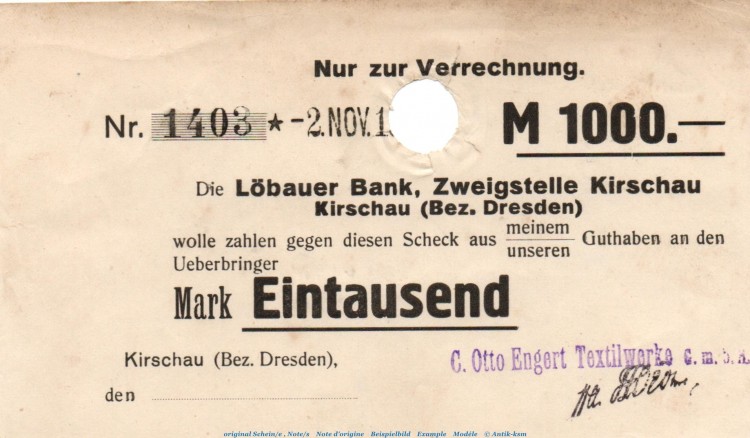 Nur zur Verrechnung.
Nr. 1403 * -2. NOV. 1 M 1000.—
Die Löbauer Bank, Zweigstelle Kirschau
Kirschau (Bez. Dresden)
wolle zahlen gegen diesen Scheck aus meinem Guthaben an den
unseren
Ueberbringer
Mark Eintausend
Kirschau (Bez. Dresden),
C. Otto Engert Textilwerke G. m. b. H.
den
original Schein/e , Note/s Note d'origine Beispielbild Example Modéle © Antik-ksm